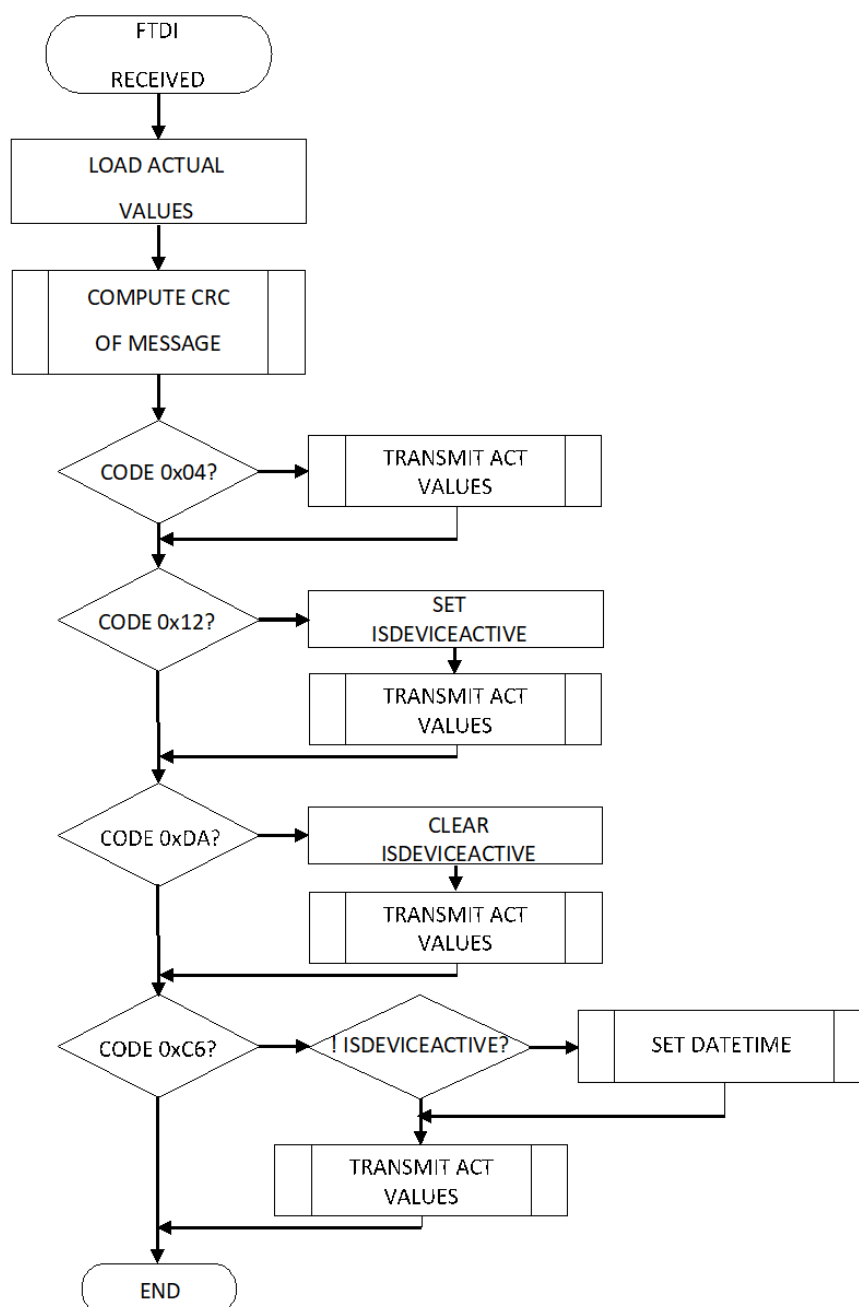 FTDI
RECEIVED
LOAD ACTUAL
VALUES
COMPUTE CRC
OF MESSAGE
CODE 0x04?
TRANSMIT ACT
VALUES
CODE 0x12?
SET
ISDEVICEACTIVE
TRANSMIT ACT
VALUES
CODE 0xDA?
CLEAR
ISDEVICEACTIVE
TRANSMIT ACT
VALUES
CODE 0xC6?
! ISDEVICEACTIVE?
SET DATETIME
TRANSMIT ACT
VALUES
END